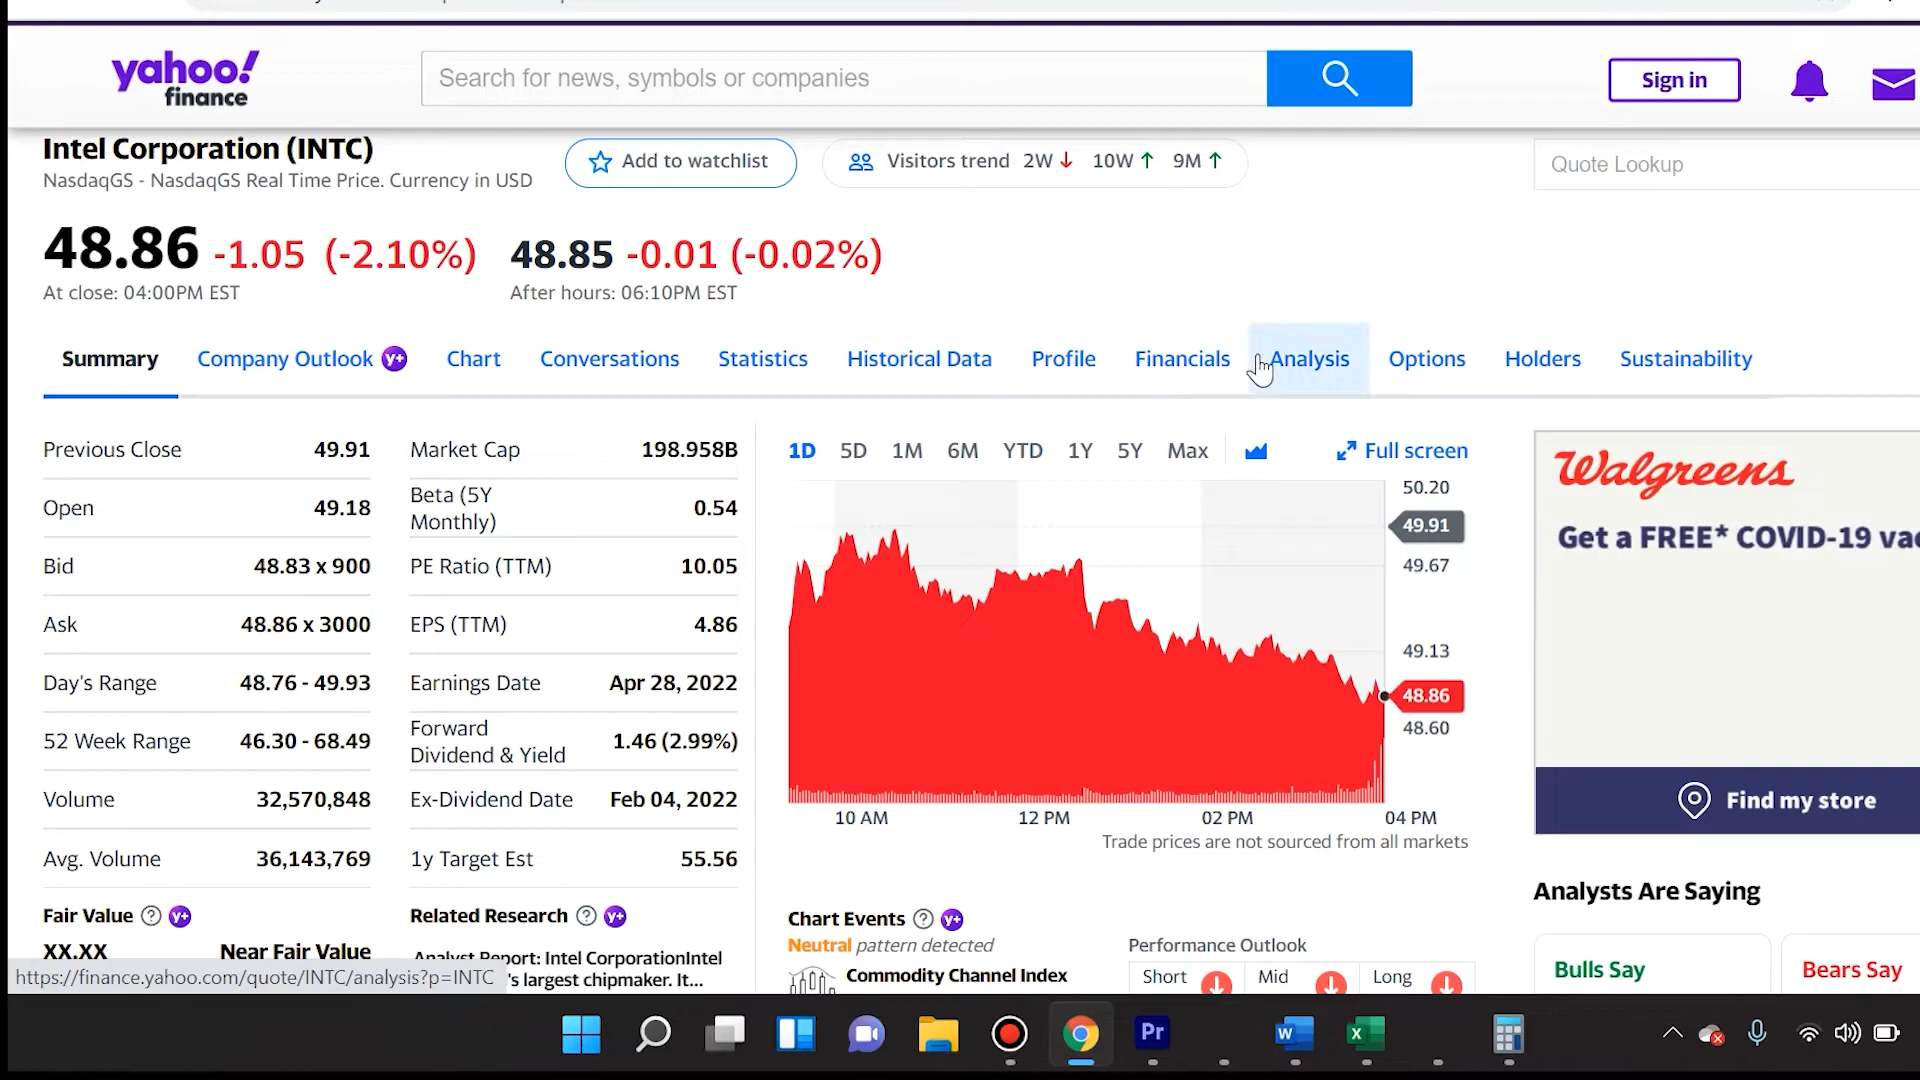 yahoo!
finance
Search for news, symbols or companies
Sign in
Intel Corporation (INTC)
NasdaqGS - NasdaqGS Real Time Price. Currency in USD
Add to watchlist
Visitors trend 2W 10W 9M
Quote Lookup
48.86 -1.05 (-2.10%)
At close: 04:00PM EST
48.85 -0.01 (-0.02%)
After hours: 06:10PM EST
Summary
Company Outlook y+
Chart
Conversations
Statistics
Historical Data
Profile
Financials
Analysis
Options
Holders
Sustainability
Previous Close 49.91
Open 49.18
Bid 48.83 x 900
Ask 48.86 x 3000
Day's Range 48.76 - 49.93
52 Week Range 46.30 - 68.49
Volume 32,570,848
Avg. Volume 36,143,769
Fair Value ? y+
XX.XX Near Fair Value
Market Cap 198.958B
Beta (5Y
Monthly) 0.54
PE Ratio (TTM) 10.05
EPS (TTM) 4.86
Earnings Date Apr 28, 2022
Forward
Dividend & Yield 1.46 (2.99%)
Ex-Dividend Date Feb 04, 2022
1y Target Est 55.56
Related Research ? y+
Analyst Report: Intel CorporationIntel
's largest chipmaker. It...
https://finance.yahoo.com/quote/INTC/analysis?p=INTC
1D 5D 1M 6M YTD 1Y 5Y Max
Full screen
50.20
49.91
49.67
49.13
48.86
48.60
10 AM 12 PM 02 PM 04 PM
Trade prices are not sourced from all markets
Chart Events ? y+
Neutral pattern detected
Commodity Channel Index
Performance Outlook
Short Mid Long
Walgreens
Get a FREE* COVID-19 vac
Find my store
Analysts Are Saying
Bulls Say
Bears Say
Pr
W
X